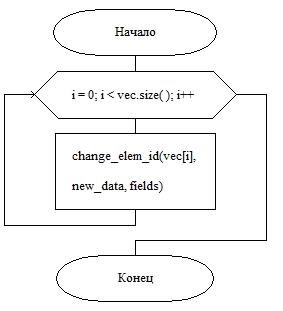 Начало
i = 0; i < vec.size( ); i++
change_elem_id(vec[i],
new_data, fields)
Конец